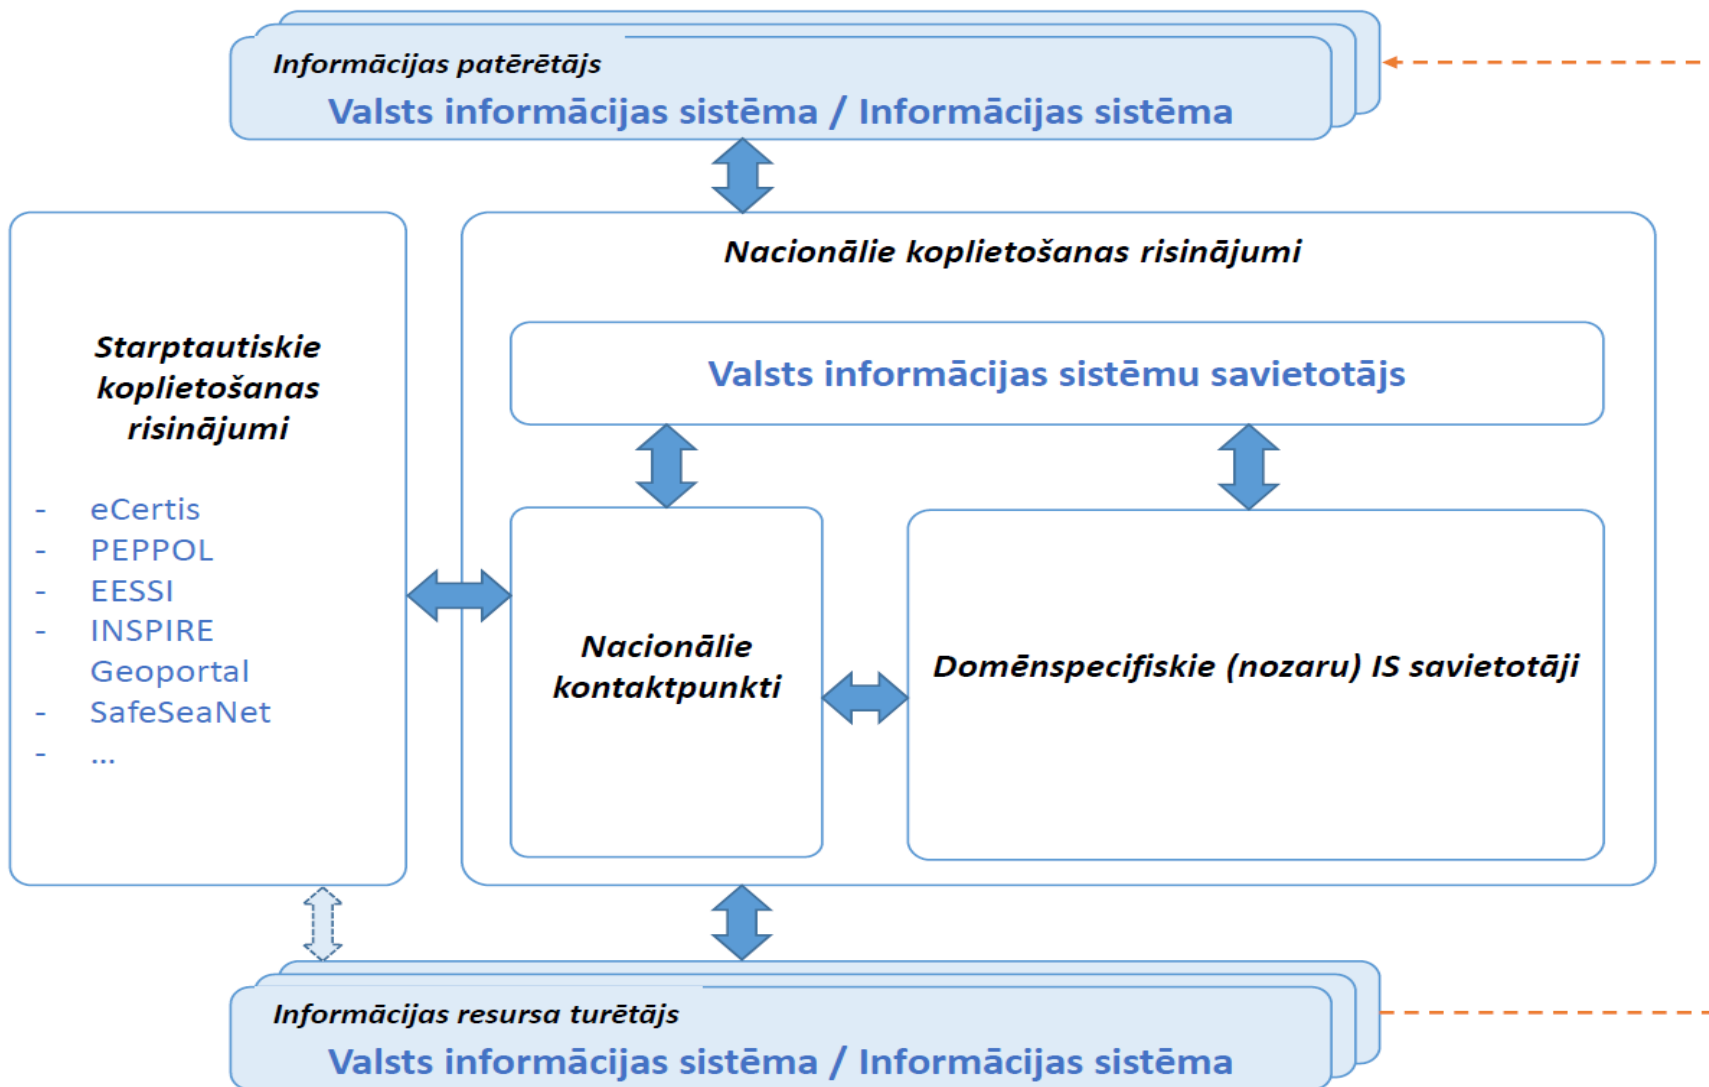 Informācijas patērētājs
Valsts informācijas sistēma / Informācijas sistēma
Nacionālie koplietošanas risinājumi
Starptautiskie
koplietošanas
risinājumi
- eCertis
- PEPPOL
- EESSI
- INSPIRE
Geoportal
- SafeSeaNet
- ...
Valsts informācijas sistēmu savietotājs
Nacionālie
kontaktpunkti
Domēnspecifiskie (nozaru) IS savietotāji
Informācijas resursa turētājs
Valsts informācijas sistēma / Informācijas sistēma